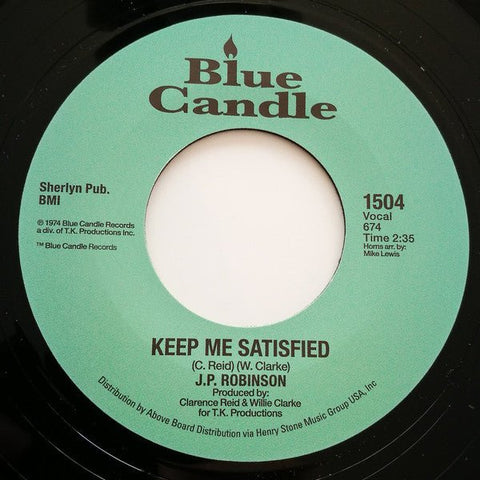 Blue
Candle
Sherlyn Pub.
BMI
℗ 1974 Blue Candle Records
a div. of T.K. Productions Inc.
™ Blue Candle Records
1504
Vocal
674
Time 2:35
Horns arr. by:
Mike Lewis
KEEP ME SATISFIED
(C. Reid) (W. Clarke)
J.P. ROBINSON
Produced by:
Clarence Reid & Willie Clarke
for T.K. Productions
Distribution by Above Board Distribution via Henry Stone Music Group USA, Inc